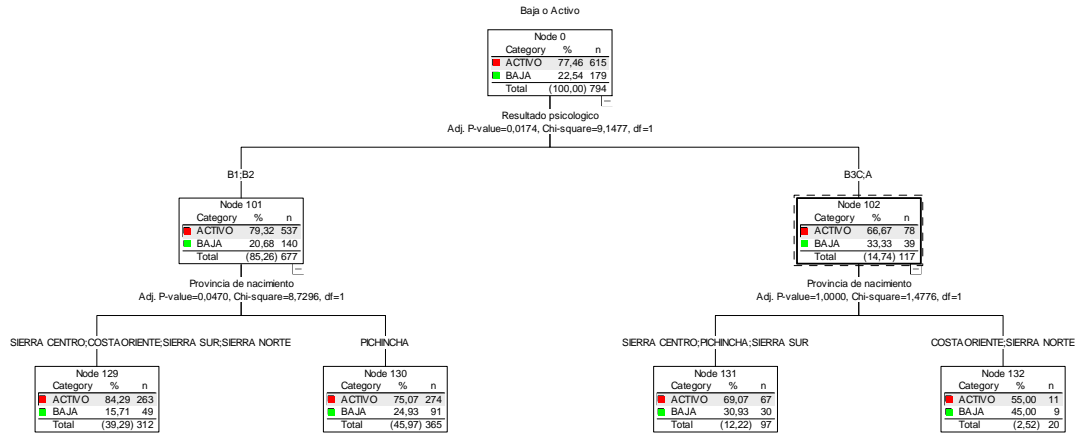 Baja o Activo
Node 0
Category % n
ACTIVO 77,46 615
BAJA 22,54 179
Total (100,00) 794
Resultado psicologico
Adj. P-value=0,0174, Chi-square=9,1477, df=1
B1;B2
B3C;A
Node 101
Category % n
ACTIVO 79,32 537
BAJA 20,68 140
Total (85,26) 677
Node 102
Category % n
ACTIVO 66,67 78
BAJA 33,33 39
Total (14,74) 117
Provincia de nacimiento
Adj. P-value=0,0470, Chi-square=8,7296, df=1
Provincia de nacimiento
Adj. P-value=1,0000, Chi-square=1,4776, df=1
SIERRA CENTRO;COSTAORIENTE;SIERRA SUR;SIERRA NORTE
PICHINCHA
SIERRA CENTRO;PICHINCHA;SIERRA SUR
COSTAORIENTE;SIERRA NORTE
Node 129
Category % n
ACTIVO 84,29 263
BAJA 15,71 49
Total (39,29) 312
Node 130
Category % n
ACTIVO 75,07 274
BAJA 24,93 91
Total (45,97) 365
Node 131
Category % n
ACTIVO 69,07 67
BAJA 30,93 30
Total (12,22) 97
Node 132
Category % n
ACTIVO 55,00 11
BAJA 45,00 9
Total (2,52) 20